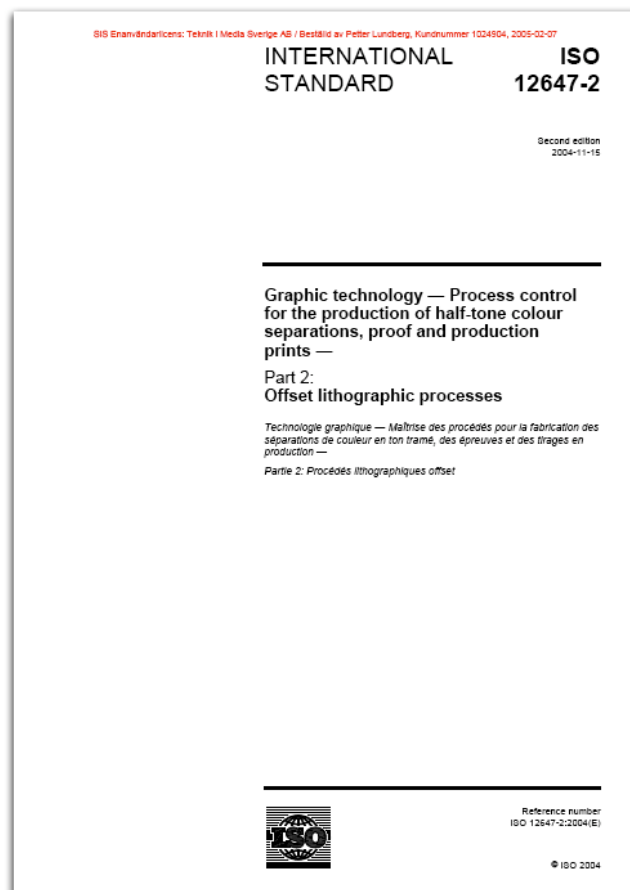 SIS Enanvändarlicens: Teknik i Media Sverige AB / Beställd av Petter Lundberg, Kundnummer 1024904, 2005-02-07
INTERNATIONAL
STANDARD
ISO
12647-2
Second edition
2004-11-15
Graphic technology — Process control
for the production of half-tone colour
separations, proof and production
prints —
Part 2:
Offset lithographic processes
Technologie graphique — Maîtrise des procédés pour la fabrication des
séparations de couleur en ton tramé, des épreuves et des tirages en
production —
Partie 2: Procédés lithographiques offset
ISO
Reference number
ISO 12647-2:2004(E)
© ISO 2004